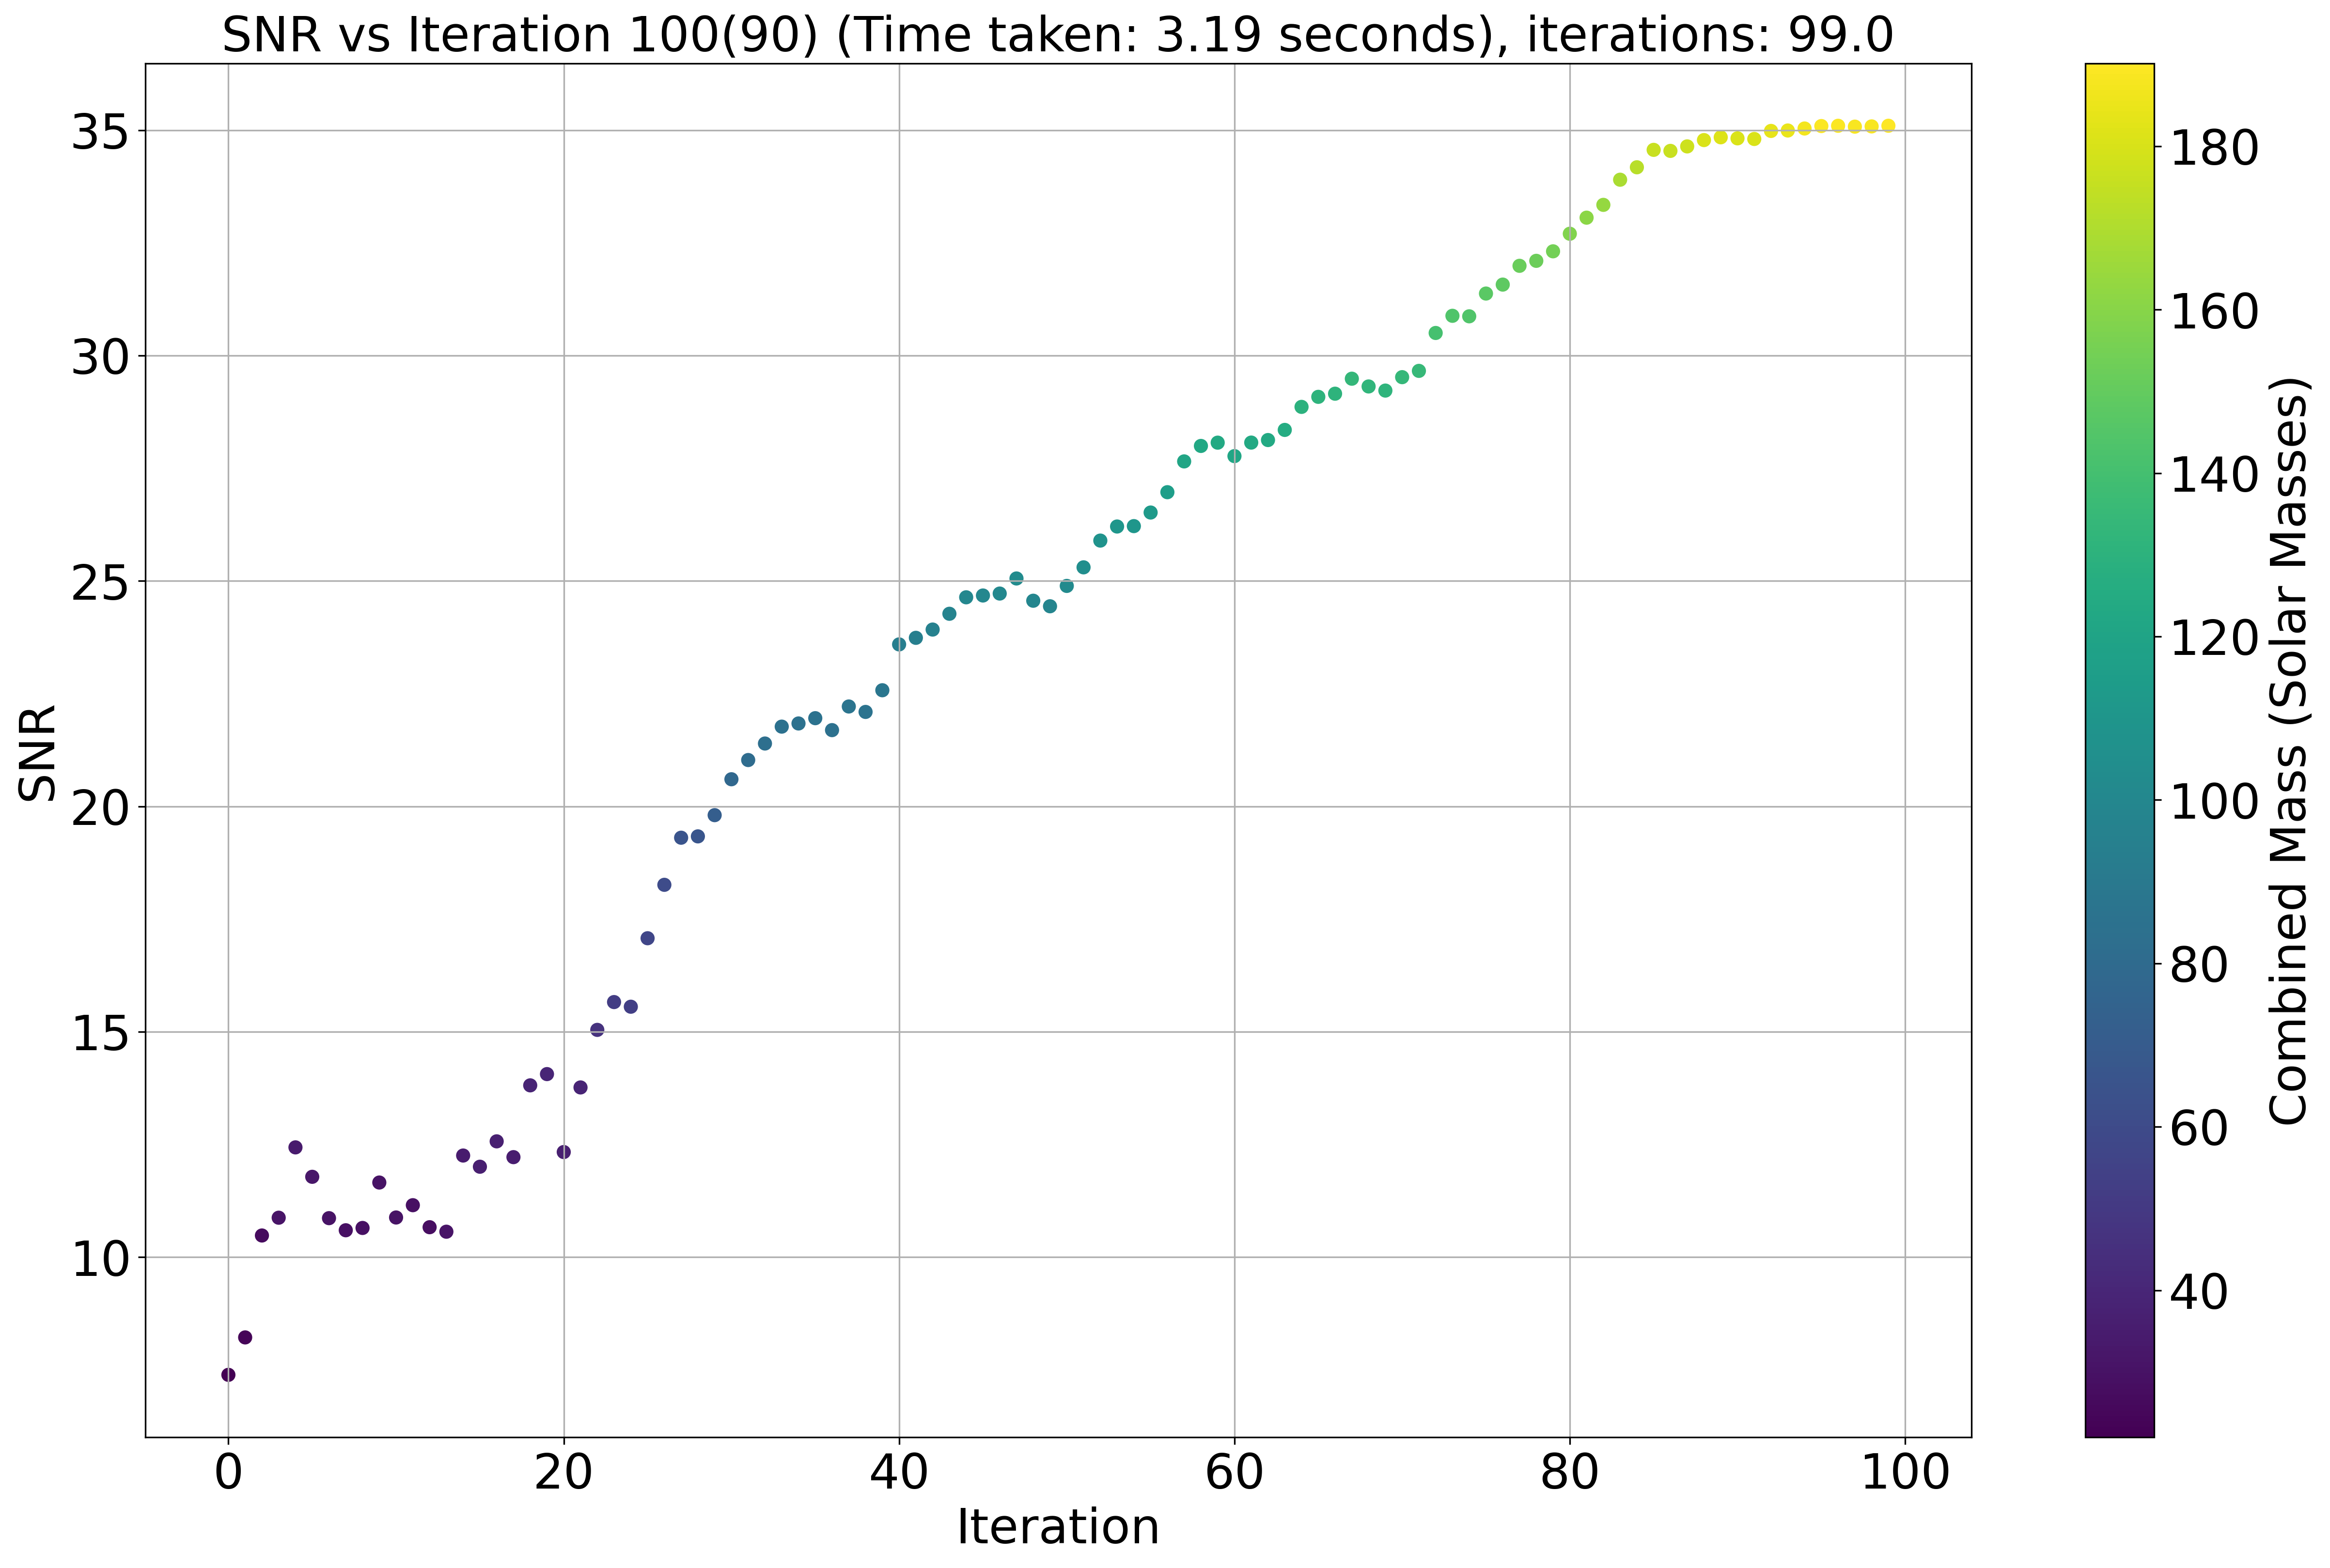 SNR vs Iteration 100(90) (Time taken: 3.19 seconds), iterations: 99.0
35
30
25
20
15
10
SNR
0 20 40 60 80 100
Iteration
180
160
140
120
100
80
60
40
Combined Mass (Solar Masses)